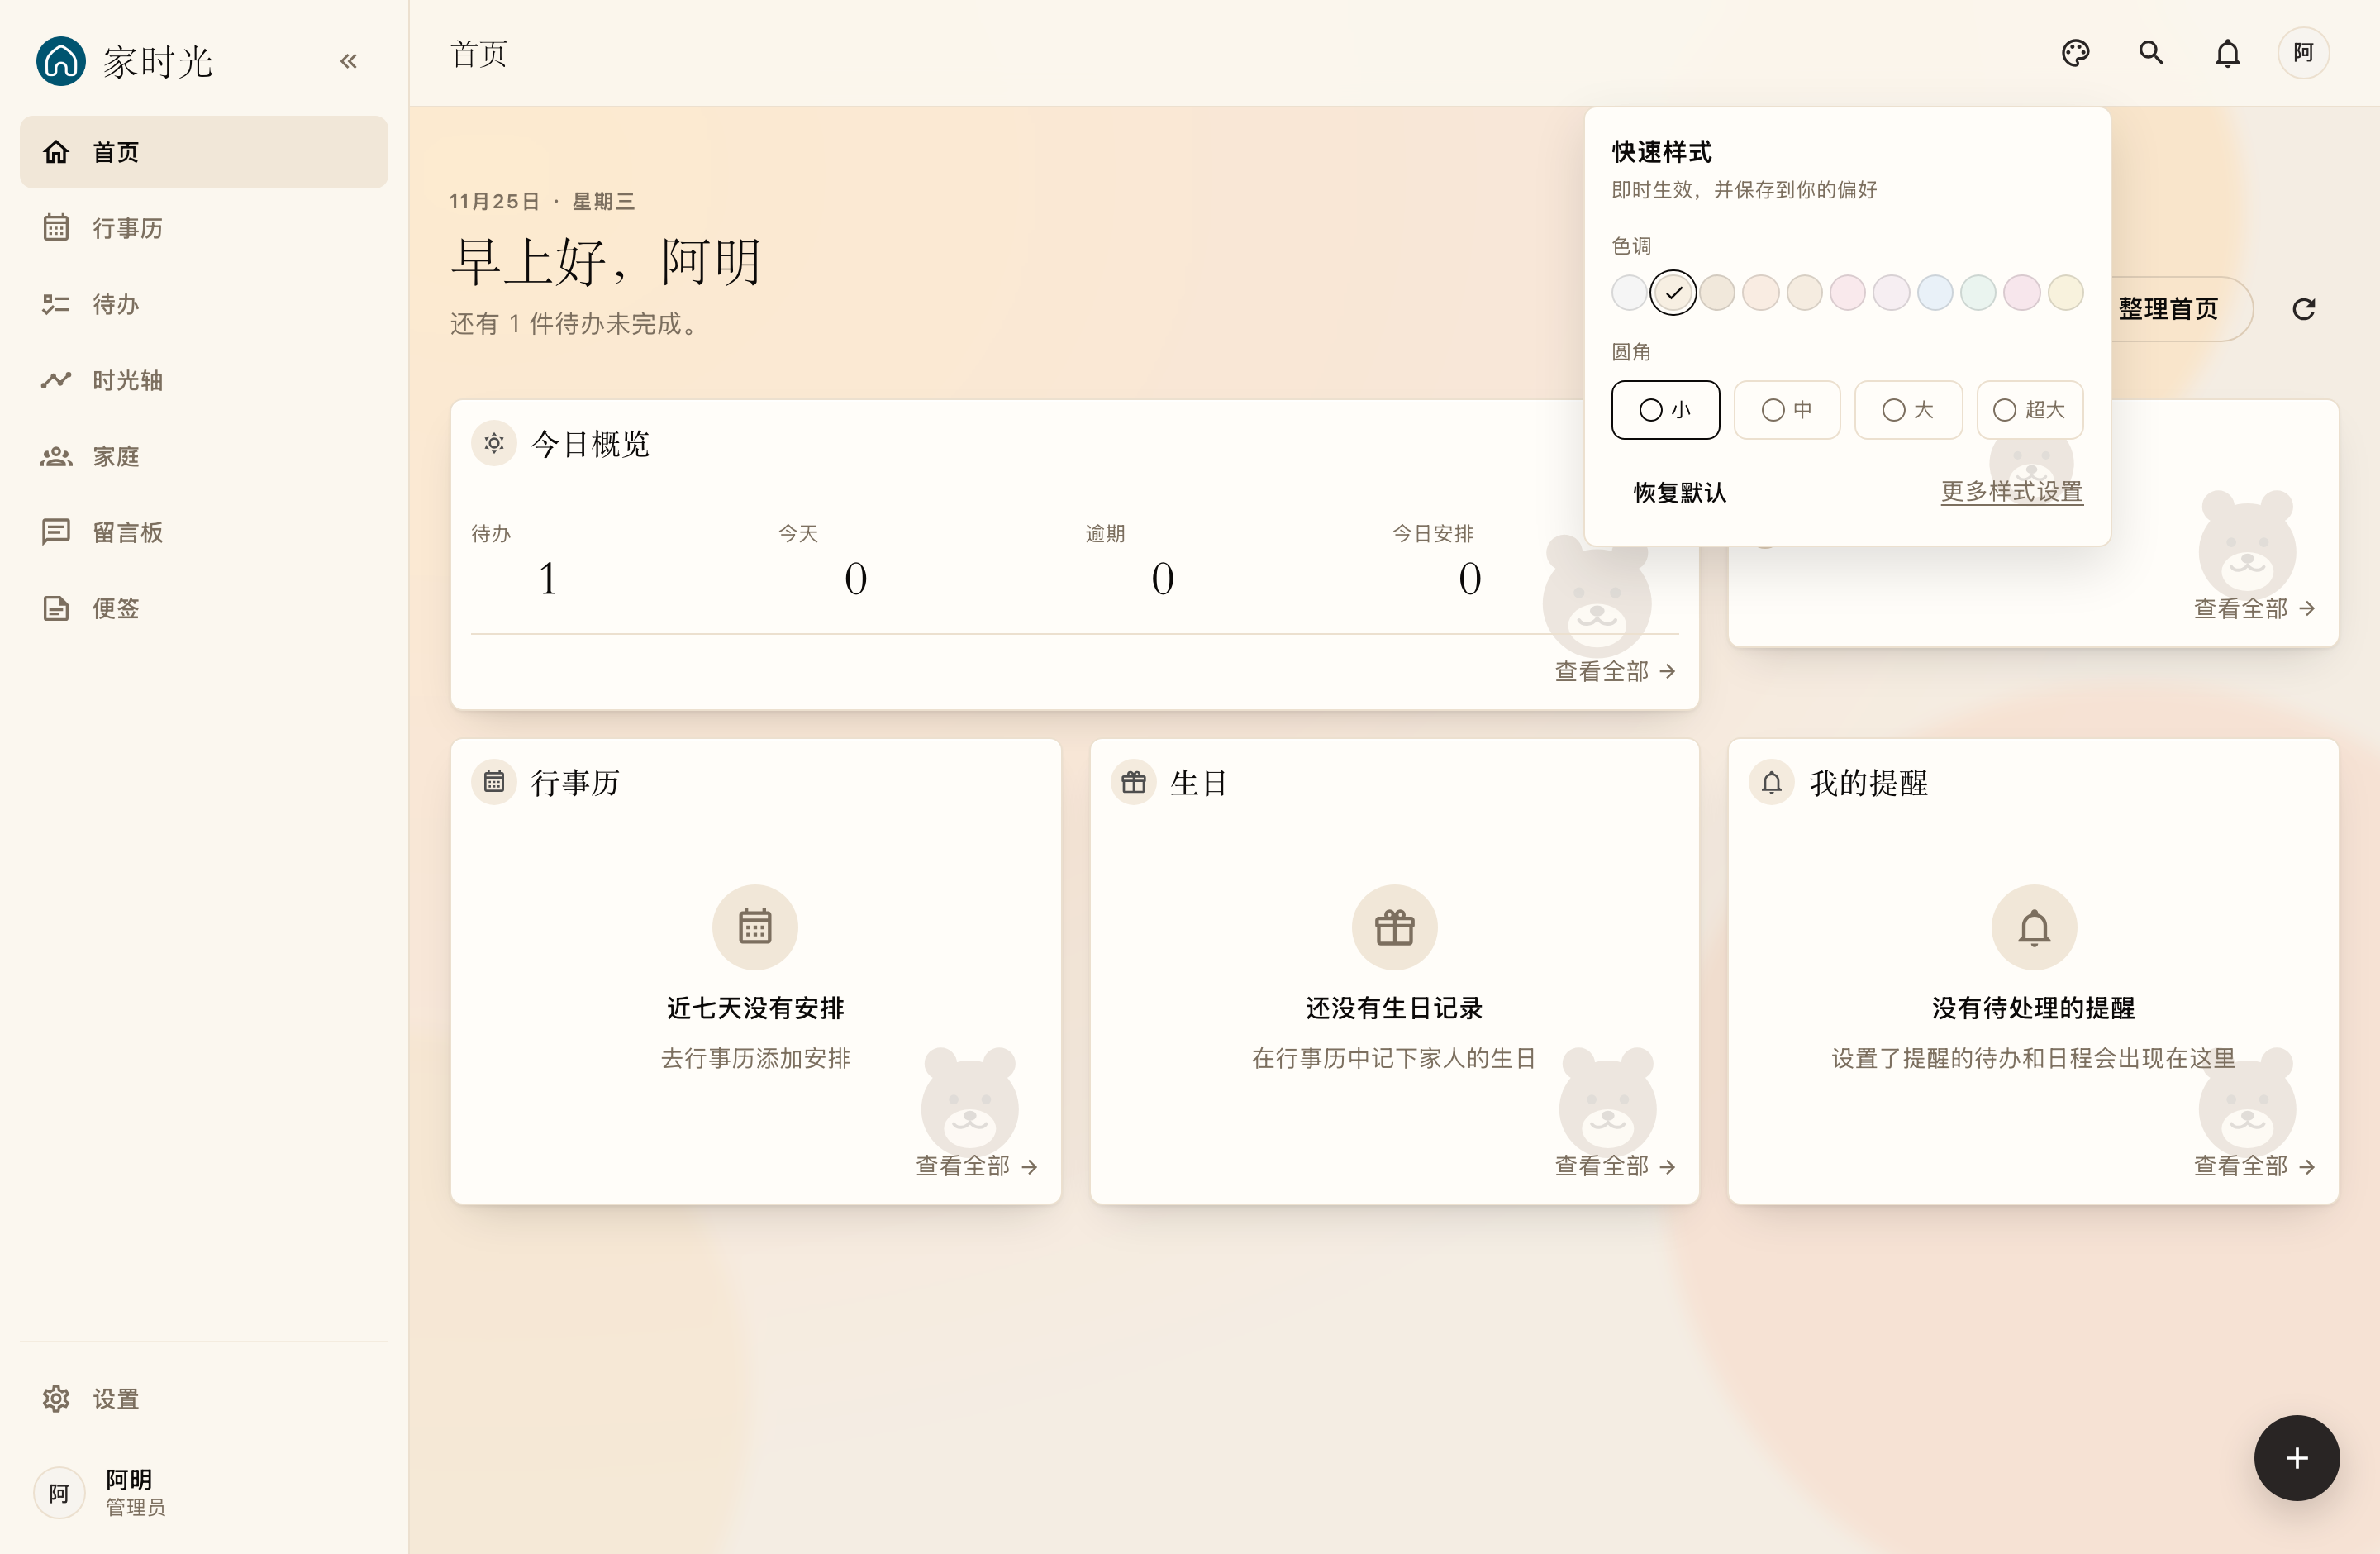 家时光
首页
行事历
待办
时光轴
家庭
留言板
便签
设置
阿
阿明
管理员
首页
阿
11月25日 · 星期三
早上好，阿明
还有 1 件待办未完成。
整理首页
快速样式
即时生效，并保存到你的偏好
色调
圆角
小
中
大
超大
恢复默认
更多样式设置
今日概览
待办
今天
逾期
今日安排
1
0
0
0
查看全部
查看全部
行事历
近七天没有安排
去行事历添加安排
查看全部
生日
还没有生日记录
在行事历中记下家人的生日
查看全部
我的提醒
没有待处理的提醒
设置了提醒的待办和日程会出现在这里
查看全部